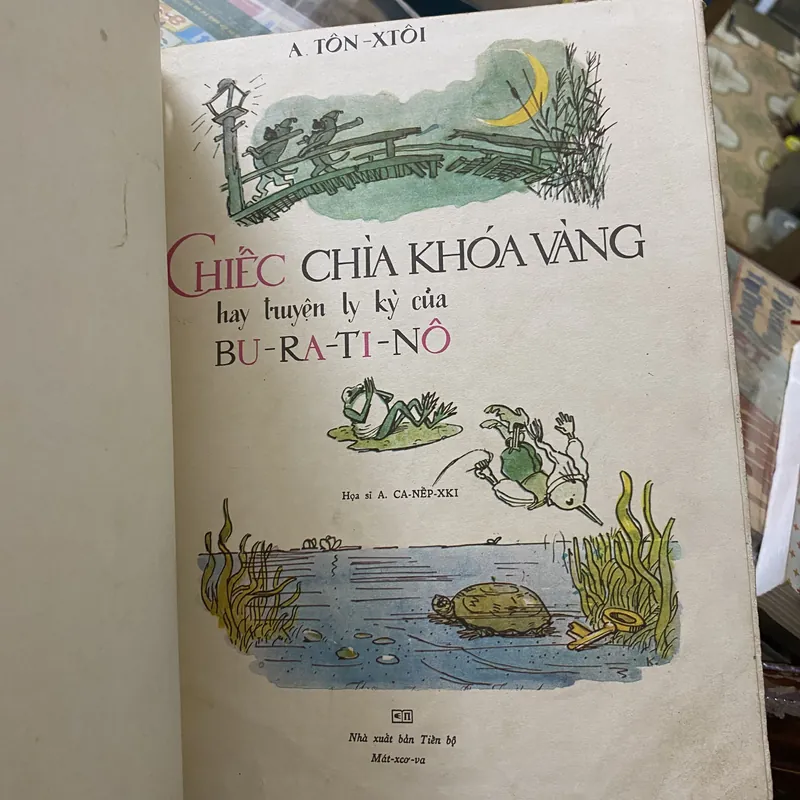 A. TÔN-XTÔI
CHIẾC CHÌA KHÓA VÀNG
hay truyện ly kỳ của
BU-RA-TI-NÔ
Họa sĩ A. CA-NẾP-XKI
Nhà xuất bản Tiến bộ
Mát-xcơ-va